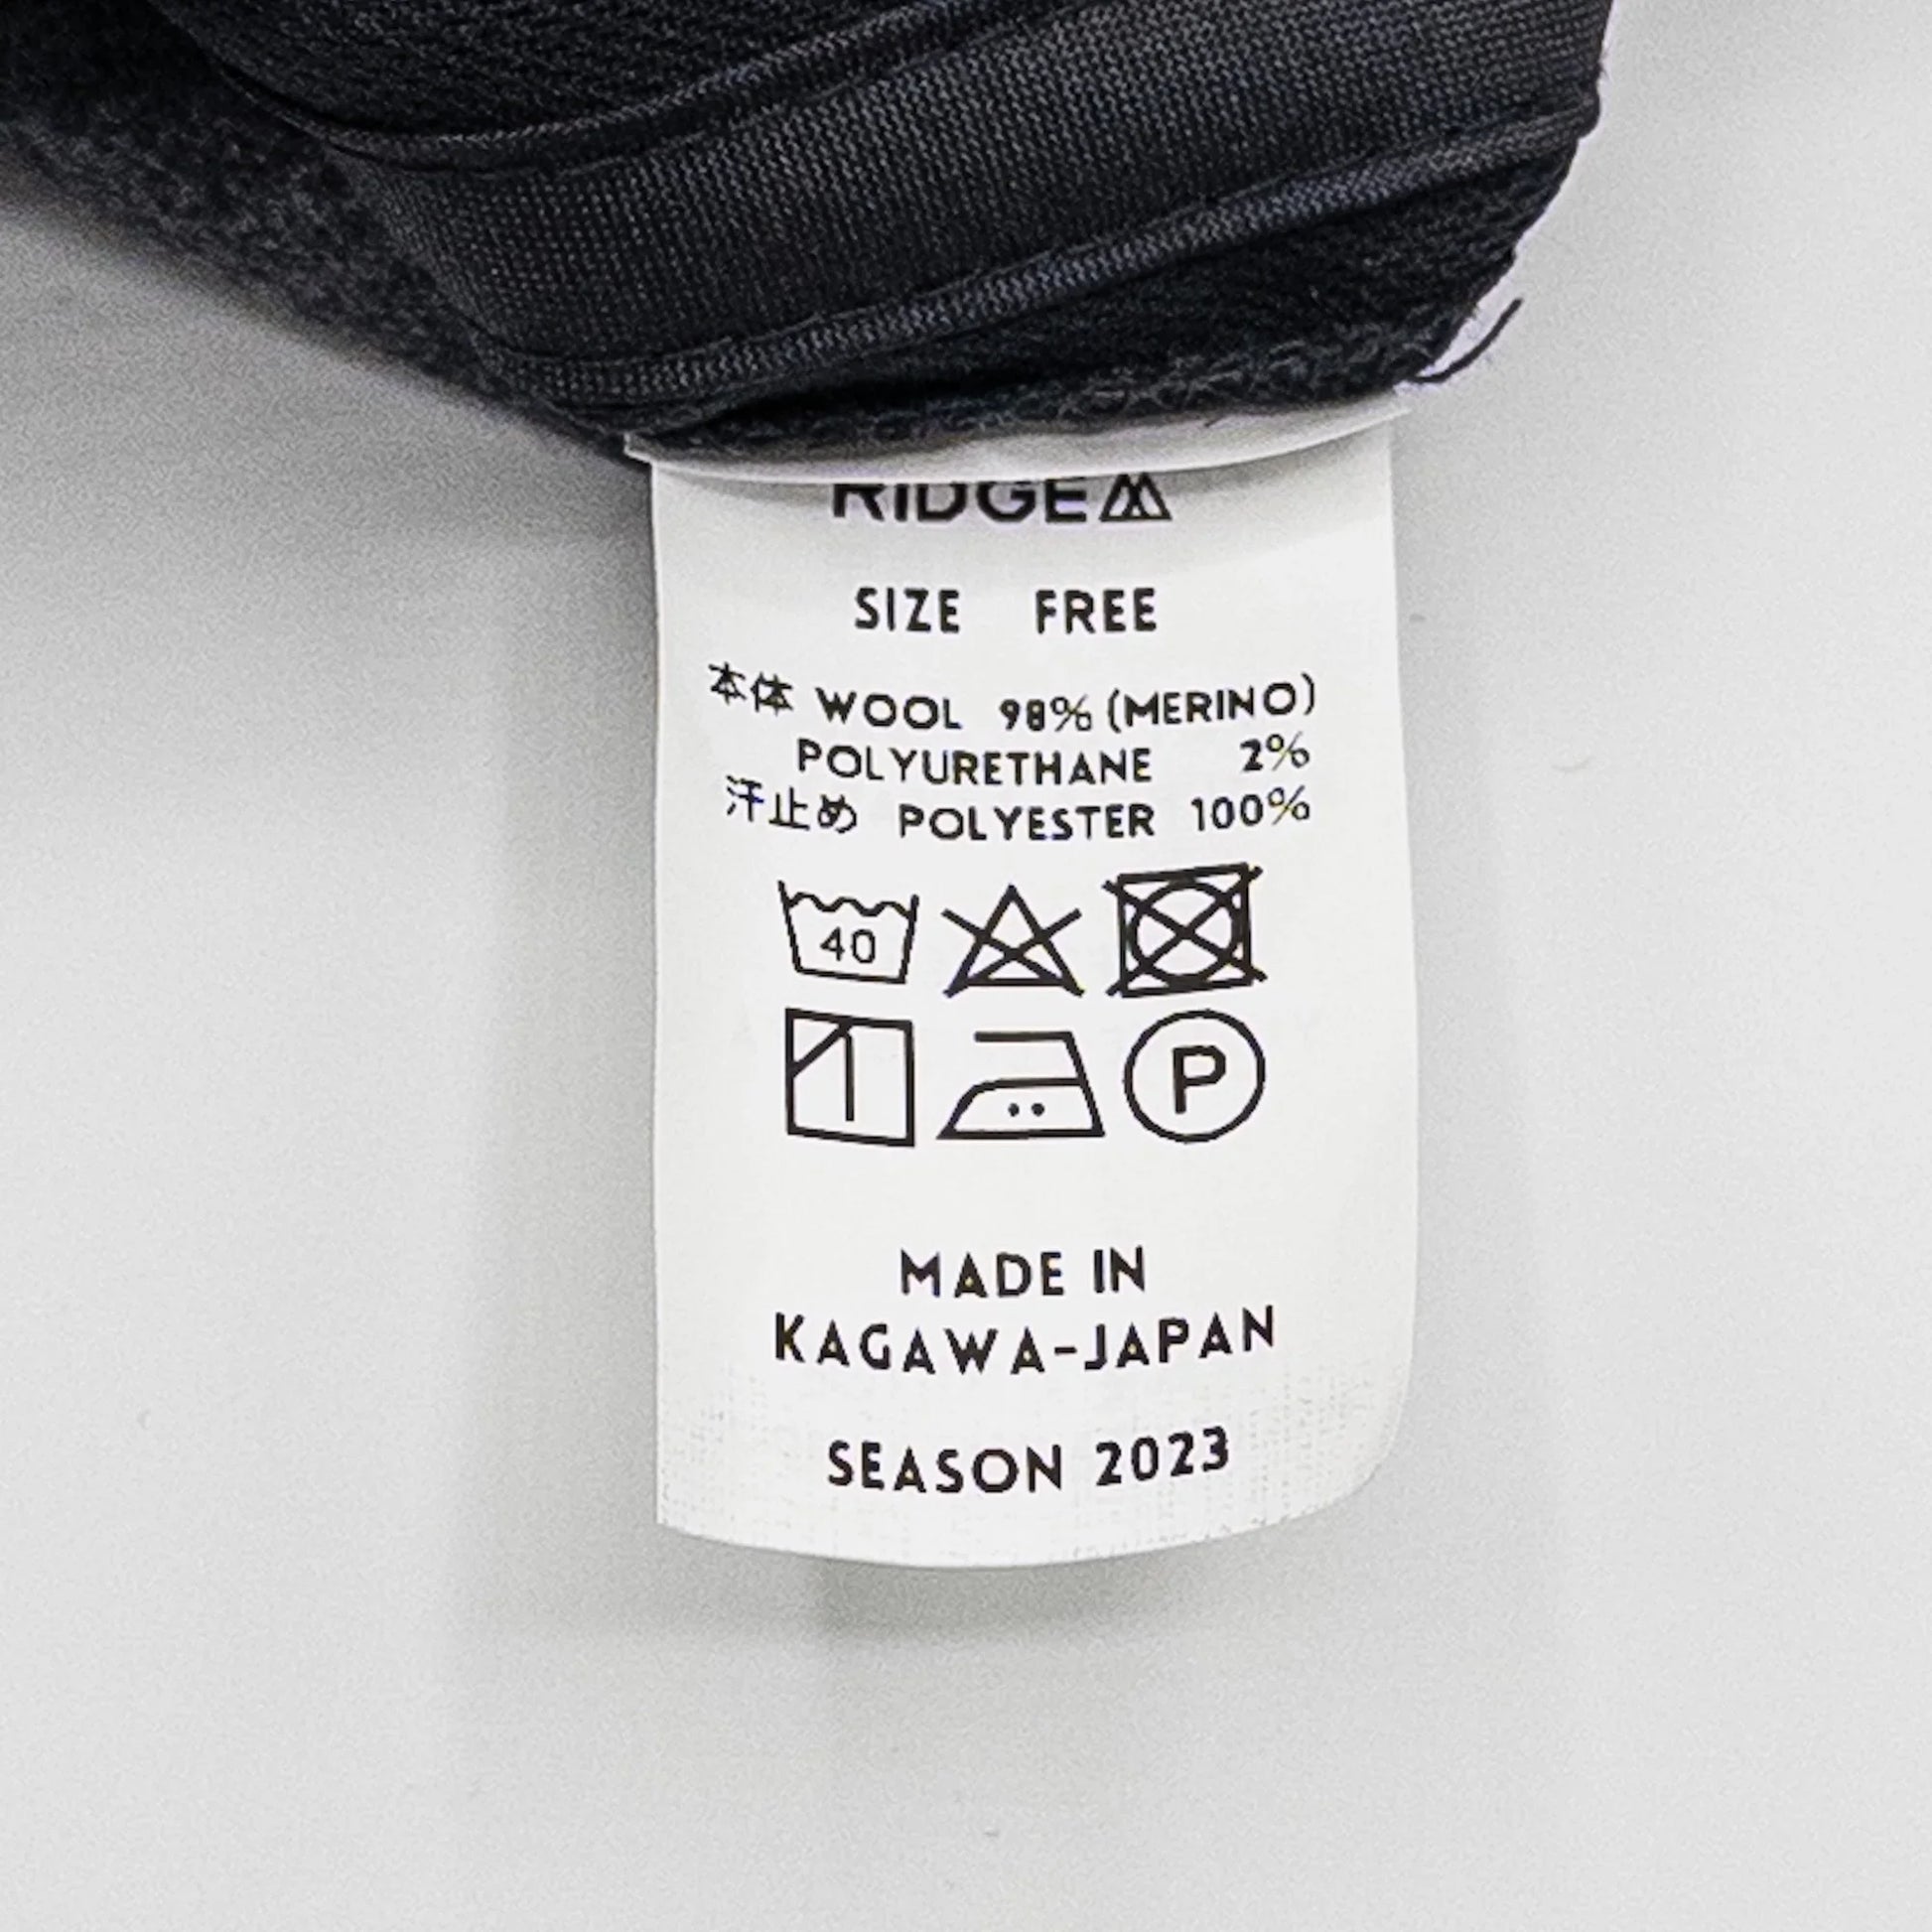 RIDGE
SIZE FREE
本体 WOOL 98% (MERINO)
POLYURETHANE 2%
汗止め POLYESTER 100%
40
P
MADE IN
KAGAWA-JAPAN
SEASON 2023